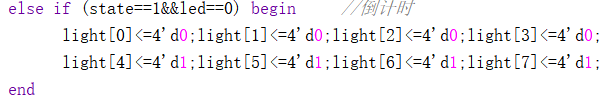 else if (state==1&&led==0) begin //倒计时
light[0]<=4'd0;light[1]<=4'd0;light[2]<=4'd0;light[3]<=4'd0;
light[4]<=4'd1;light[5]<=4'd1;light[6]<=4'd1;light[7]<=4'd1;
end